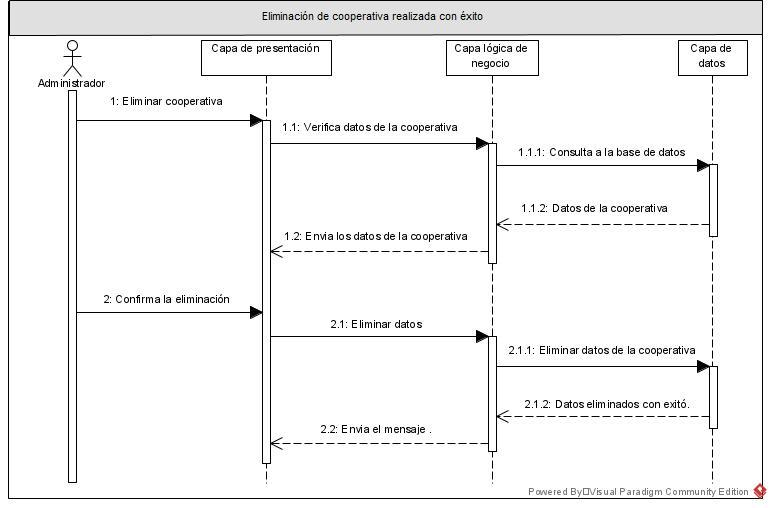 Eliminación de cooperativa realizada con éxito
Capa de presentación
Capa lógica de
negocio
Capa de
datos
Administrador
1: Eliminar cooperativa
1.1: Verifica datos de la cooperativa
1.1.1: Consulta a la base de datos
1.1.2: Datos de la cooperativa
1.2: Envia los datos de la cooperativa
2: Confirma la eliminación
2.1: Eliminar datos
2.1.1: Eliminar datos de la cooperativa
2.1.2: Datos eliminados con exitó.
2.2: Envia el mensaje .
Powered By□Visual Paradigm Community Edition